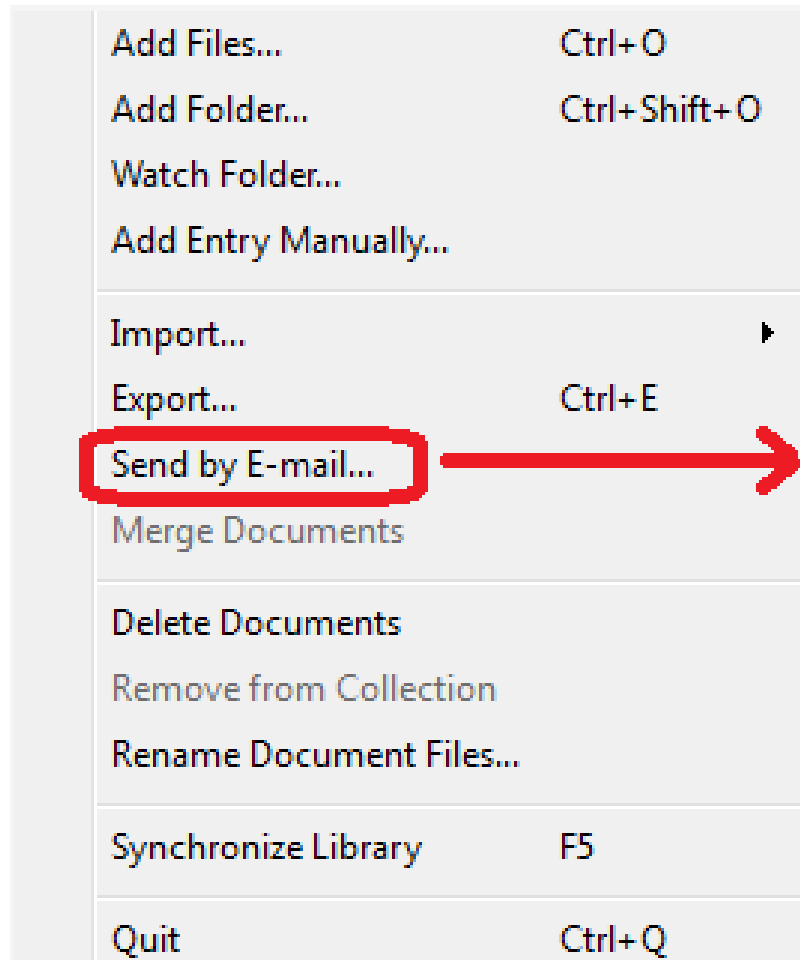 Add Files... Ctrl+O
Add Folder... Ctrl+Shift+O
Watch Folder...
Add Entry Manually...
Import...
Export... Ctrl+E
Send by E-mail...
Merge Documents
Delete Documents
Remove from Collection
Rename Document Files...
Synchronize Library F5
Quit Ctrl+Q